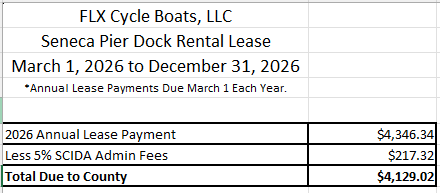 FLX Cycle Boats, LLC
Seneca Pier Dock Rental Lease
March 1, 2026 to December 31, 2026
*Annual Lease Payments Due March 1 Each Year.
2026 Annual Lease Payment $4,346.34
Less 5% SCIDA Admin Fees $217.32
Total Due to County $4,129.02